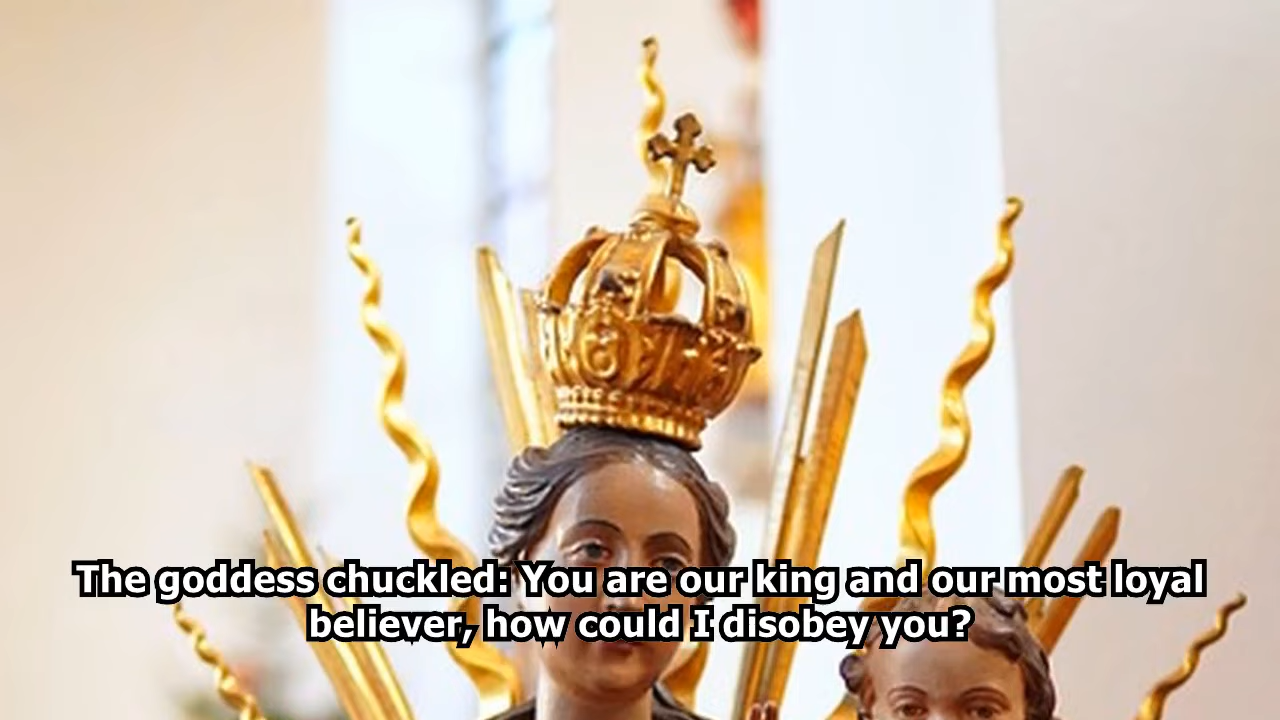 The goddess chuckled: You are our king and our most loyal
believer, how could I disobey you?